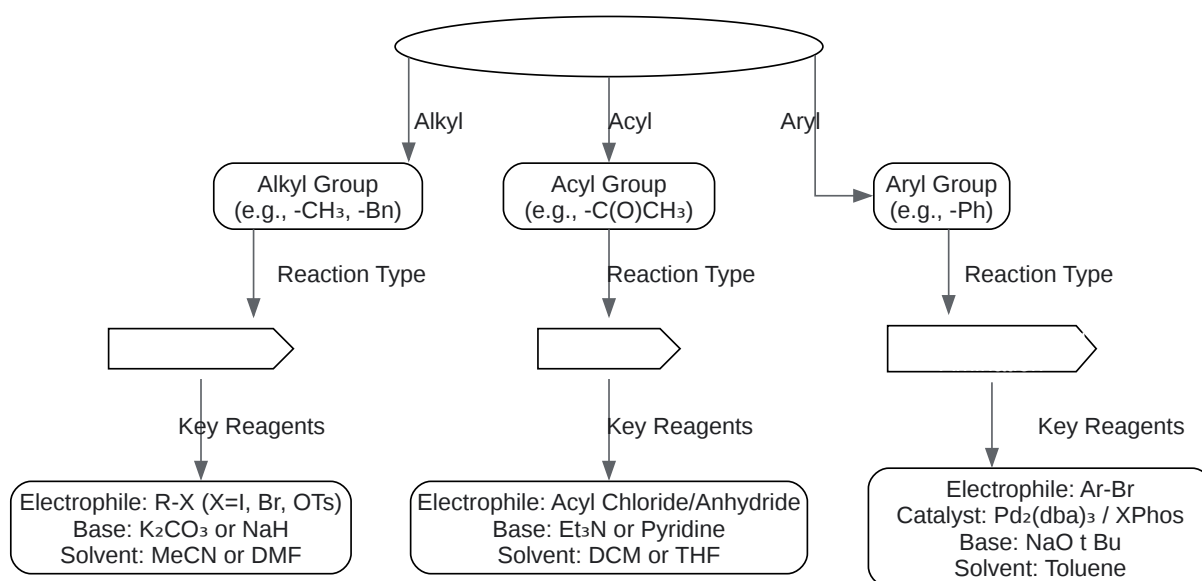 Alkyl
Acyl
Aryl
Alkyl Group
(e.g., -CH₃, -Bn)
Acyl Group
(e.g., -C(O)CH₃)
Aryl Group
(e.g., -Ph)
Reaction Type
Reaction Type
Reaction Type
Key Reagents
Key Reagents
Key Reagents
Electrophile: R-X (X=I, Br, OTs)
Base: K₂CO₃ or NaH
Solvent: MeCN or DMF
Electrophile: Acyl Chloride/Anhydride
Base: Et₃N or Pyridine
Solvent: DCM or THF
Electrophile: Ar-Br
Catalyst: Pd₂(dba)₃ / XPhos
Base: NaO t Bu
Solvent: Toluene